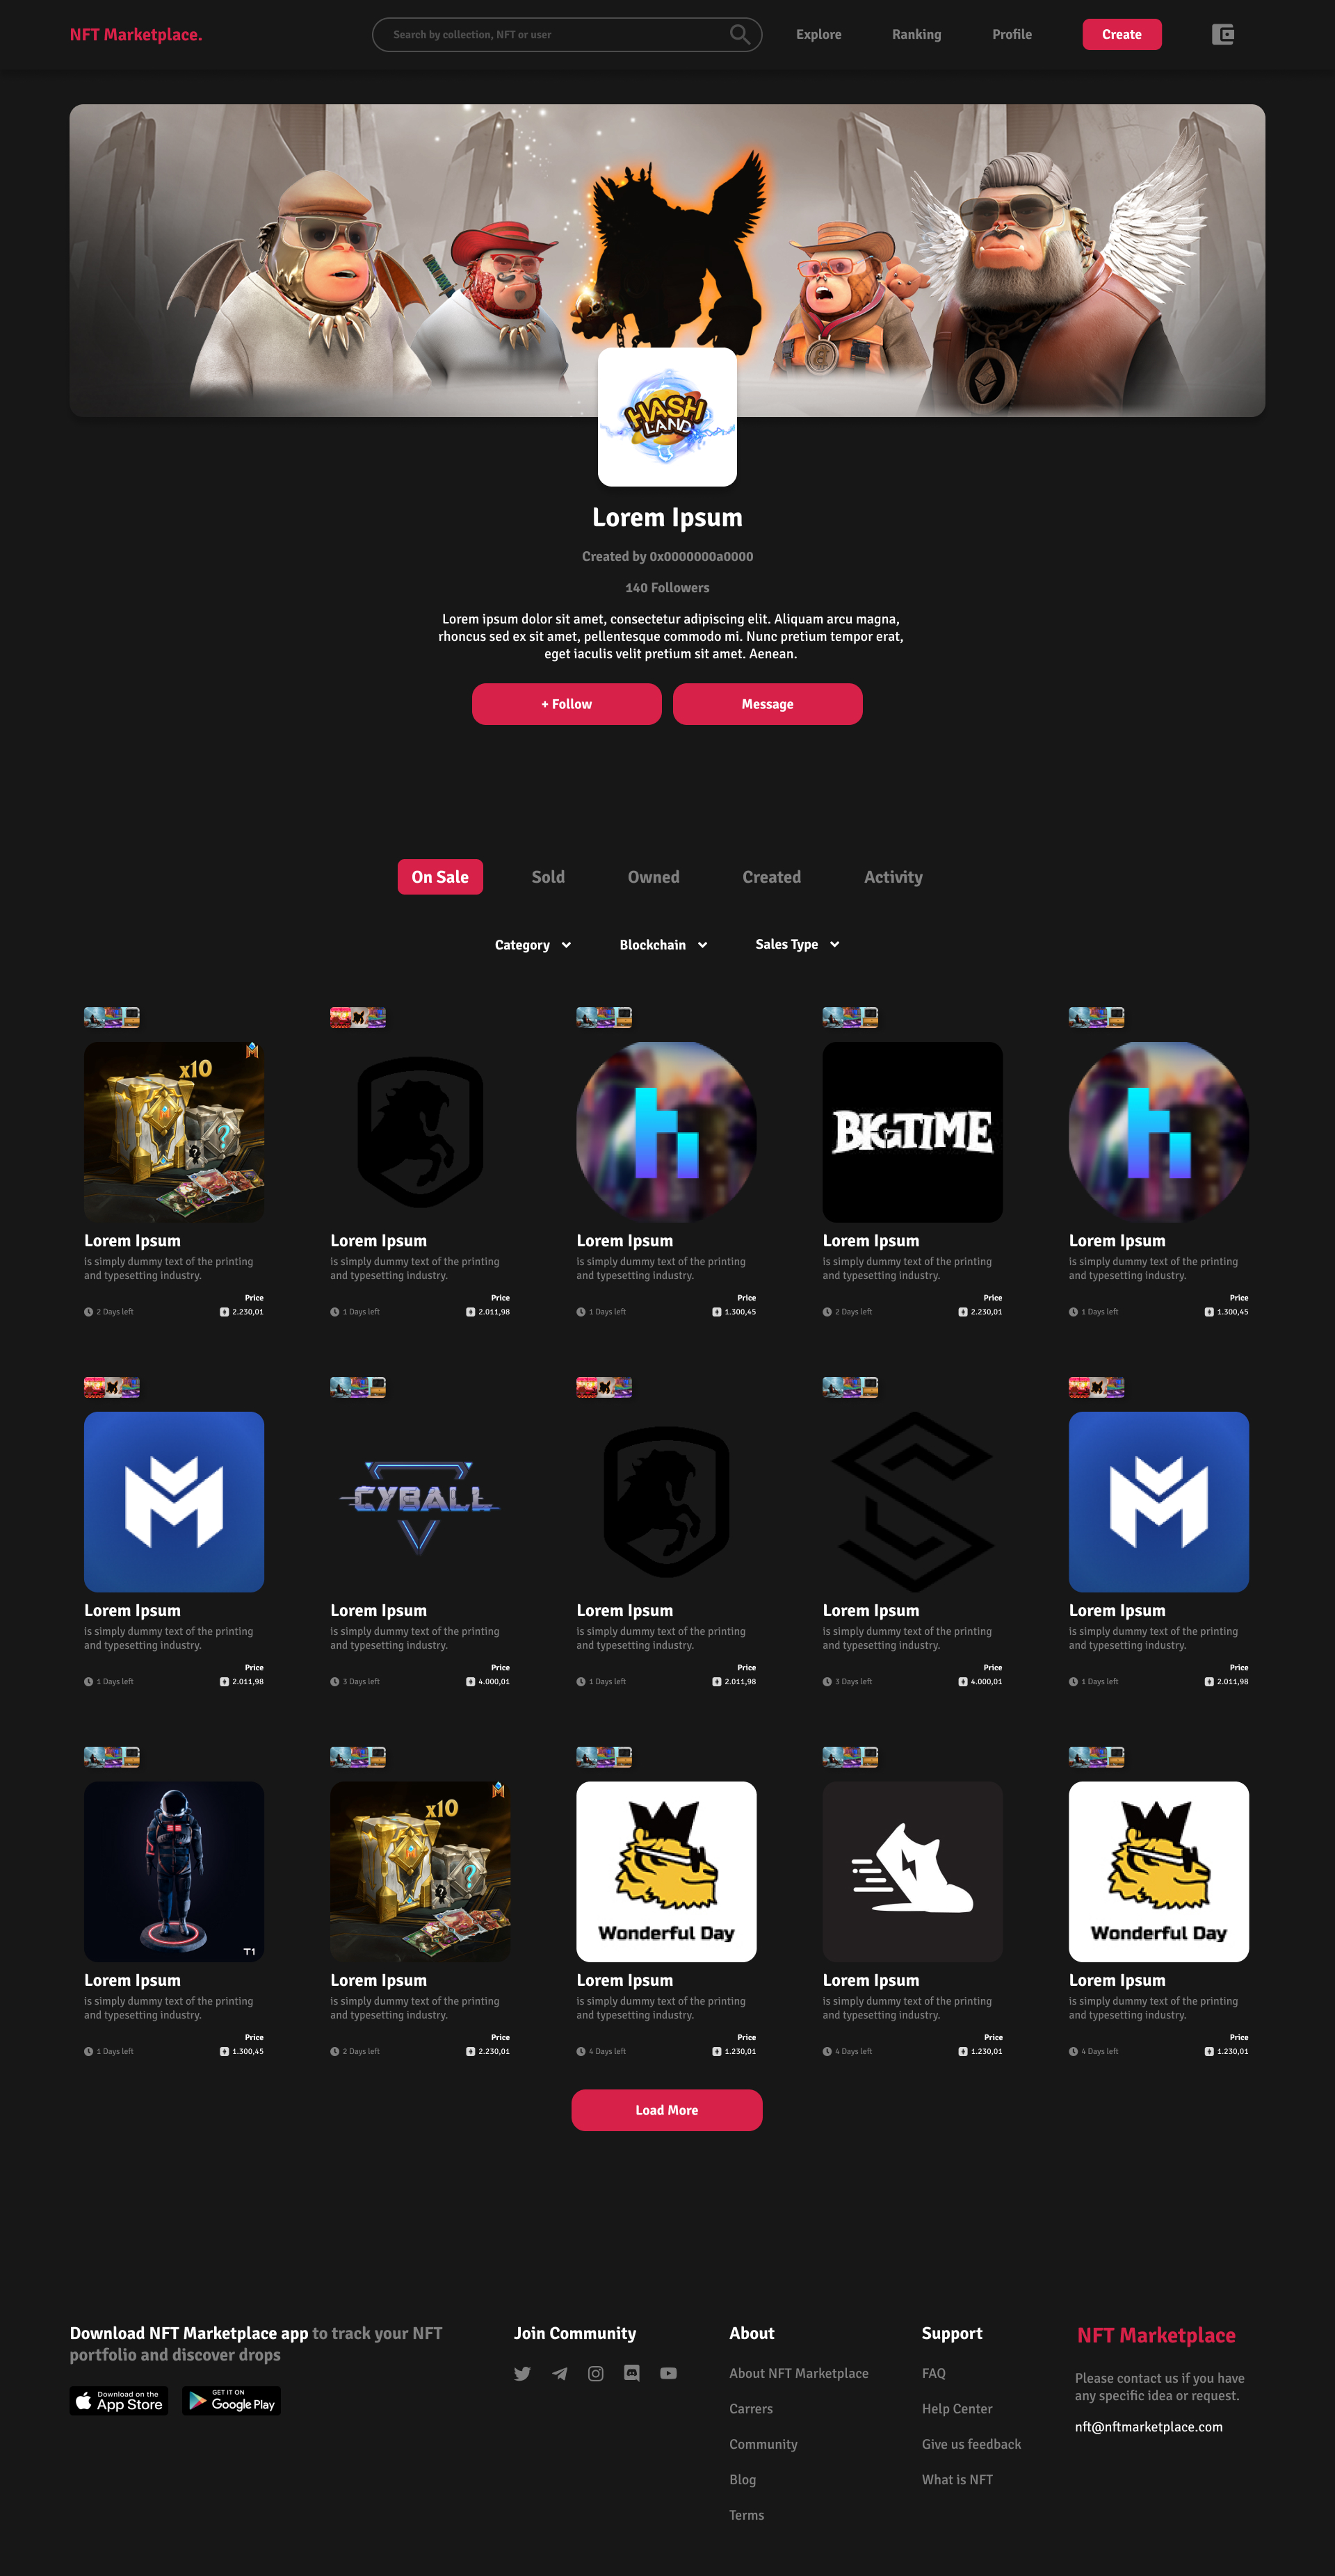 NFT Marketplace.
Search by collection, NFT or user
Explore
Ranking
Profile
Create
HASH
LAND
Lorem Ipsum
Created by 0x0000000a0000
140 Followers
Lorem ipsum dolor sit amet, consectetur adipiscing elit. Aliquam arcu magna,
rhoncus sed ex sit amet, pellentesque commodo mi. Nunc pretium tempor erat,
eget iaculis velit pretium sit amet. Aenean.
+ Follow
Message
On Sale
Sold
Owned
Created
Activity
Category
Blockchain
Sales Type
x10
?
Lorem Ipsum
is simply dummy text of the printing
and typesetting industry.
Price
2 Days left
2.230,01
Lorem Ipsum
is simply dummy text of the printing
and typesetting industry.
Price
1 Days left
2.011,98
Lorem Ipsum
is simply dummy text of the printing
and typesetting industry.
Price
1 Days left
1.300,45
BIGTIME
Lorem Ipsum
is simply dummy text of the printing
and typesetting industry.
Price
2 Days left
2.230,01
Lorem Ipsum
is simply dummy text of the printing
and typesetting industry.
Price
1 Days left
1.300,45
Lorem Ipsum
is simply dummy text of the printing
and typesetting industry.
Price
1 Days left
2.011,98
CYBALL
Lorem Ipsum
is simply dummy text of the printing
and typesetting industry.
Price
3 Days left
4.000,01
Lorem Ipsum
is simply dummy text of the printing
and typesetting industry.
Price
1 Days left
2.011,98
Lorem Ipsum
is simply dummy text of the printing
and typesetting industry.
Price
3 Days left
4.000,01
Lorem Ipsum
is simply dummy text of the printing
and typesetting industry.
Price
1 Days left
2.011,98
T1
Lorem Ipsum
is simply dummy text of the printing
and typesetting industry.
Price
1 Days left
1.300,45
x10
?
Lorem Ipsum
is simply dummy text of the printing
and typesetting industry.
Price
2 Days left
2.230,01
Wonderful Day
Lorem Ipsum
is simply dummy text of the printing
and typesetting industry.
Price
4 Days left
1.230,01
Lorem Ipsum
is simply dummy text of the printing
and typesetting industry.
Price
4 Days left
1.230,01
Wonderful Day
Lorem Ipsum
is simply dummy text of the printing
and typesetting industry.
Price
4 Days left
1.230,01
Load More
Download NFT Marketplace app to track your NFT
portfolio and discover drops
Download on the
App Store
GET IT ON
Google Play
Join Community
About
About NFT Marketplace
Carrers
Community
Blog
Terms
Support
FAQ
Help Center
Give us feedback
What is NFT
NFT Marketplace
Please contact us if you have
any specific idea or request.
nft@nftmarketplace.com